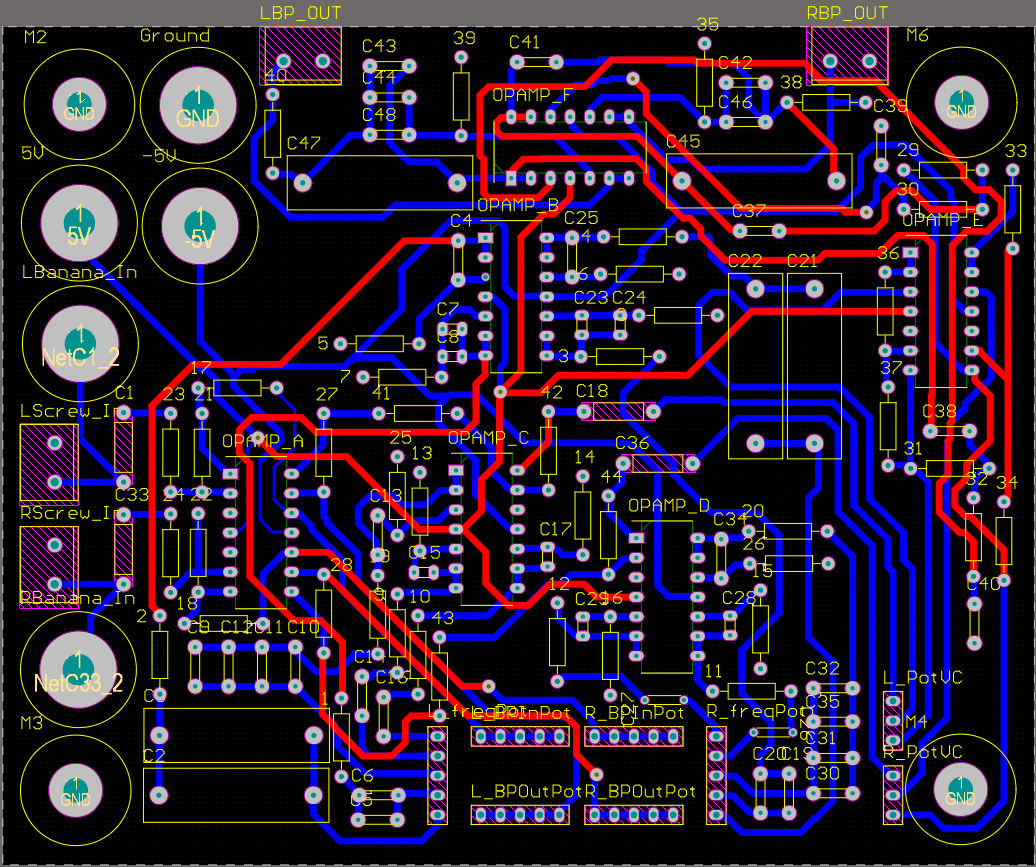 LBP_OUT
RBP_OUT
M2
Ground
M6
35
39
C43
C41
C42
C44
40
38
OPAMP_F
C46
C39
C48
1
GND
1
GND
1
GND
5V
-5V
C47
C45
29
33
30
OPAMP_B
OPAMP_E
C4
C25
C37
4
1
5V
1
-5V
36
LBanana_In
6
C22
C21
C7
C23
C24
C8
5
3
1
NetC1_2
7
17
37
C1
LScrew_In
23
21
27
41
42
C18
C38
OPAMP_A
25
OPAMP_C
13
14
C36
31
C33
24
22
C13
44
32
34
RScrew_In
OPAMP_D
C17
C34
20
26
19
C15
28
15
12
40
RBanana_In
2
18
9
10
C29
16
C28
C9
C12
C11
C10
43
C14
11
C32
L_PotVC
1
NetC33_2
C16
1
C35
M3
L_BPInPot
R_BPInPot
R_freqPot
M4
C31
C2
R_PotVC
C6
C20
C19
C30
C5
L_BPOutPot
R_BPOutPot
1
GND
1
GND